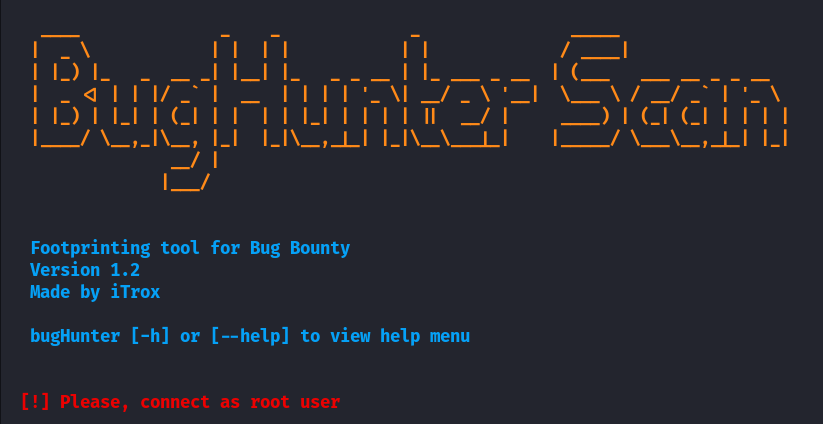 BugHunter Scan
Footprinting tool for Bug Bounty
Version 1.2
Made by iTrox
bugHunter [-h] or [--help] to view help menu
[!] Please, connect as root user